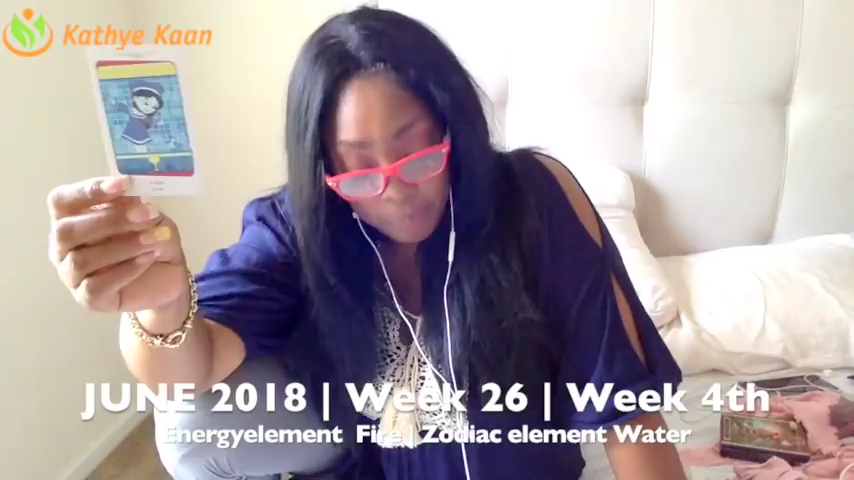 Kathye Kaan
JUNE 2018 | Week 26 | Week 4th
Energyelement Fire | Zodiac element Water